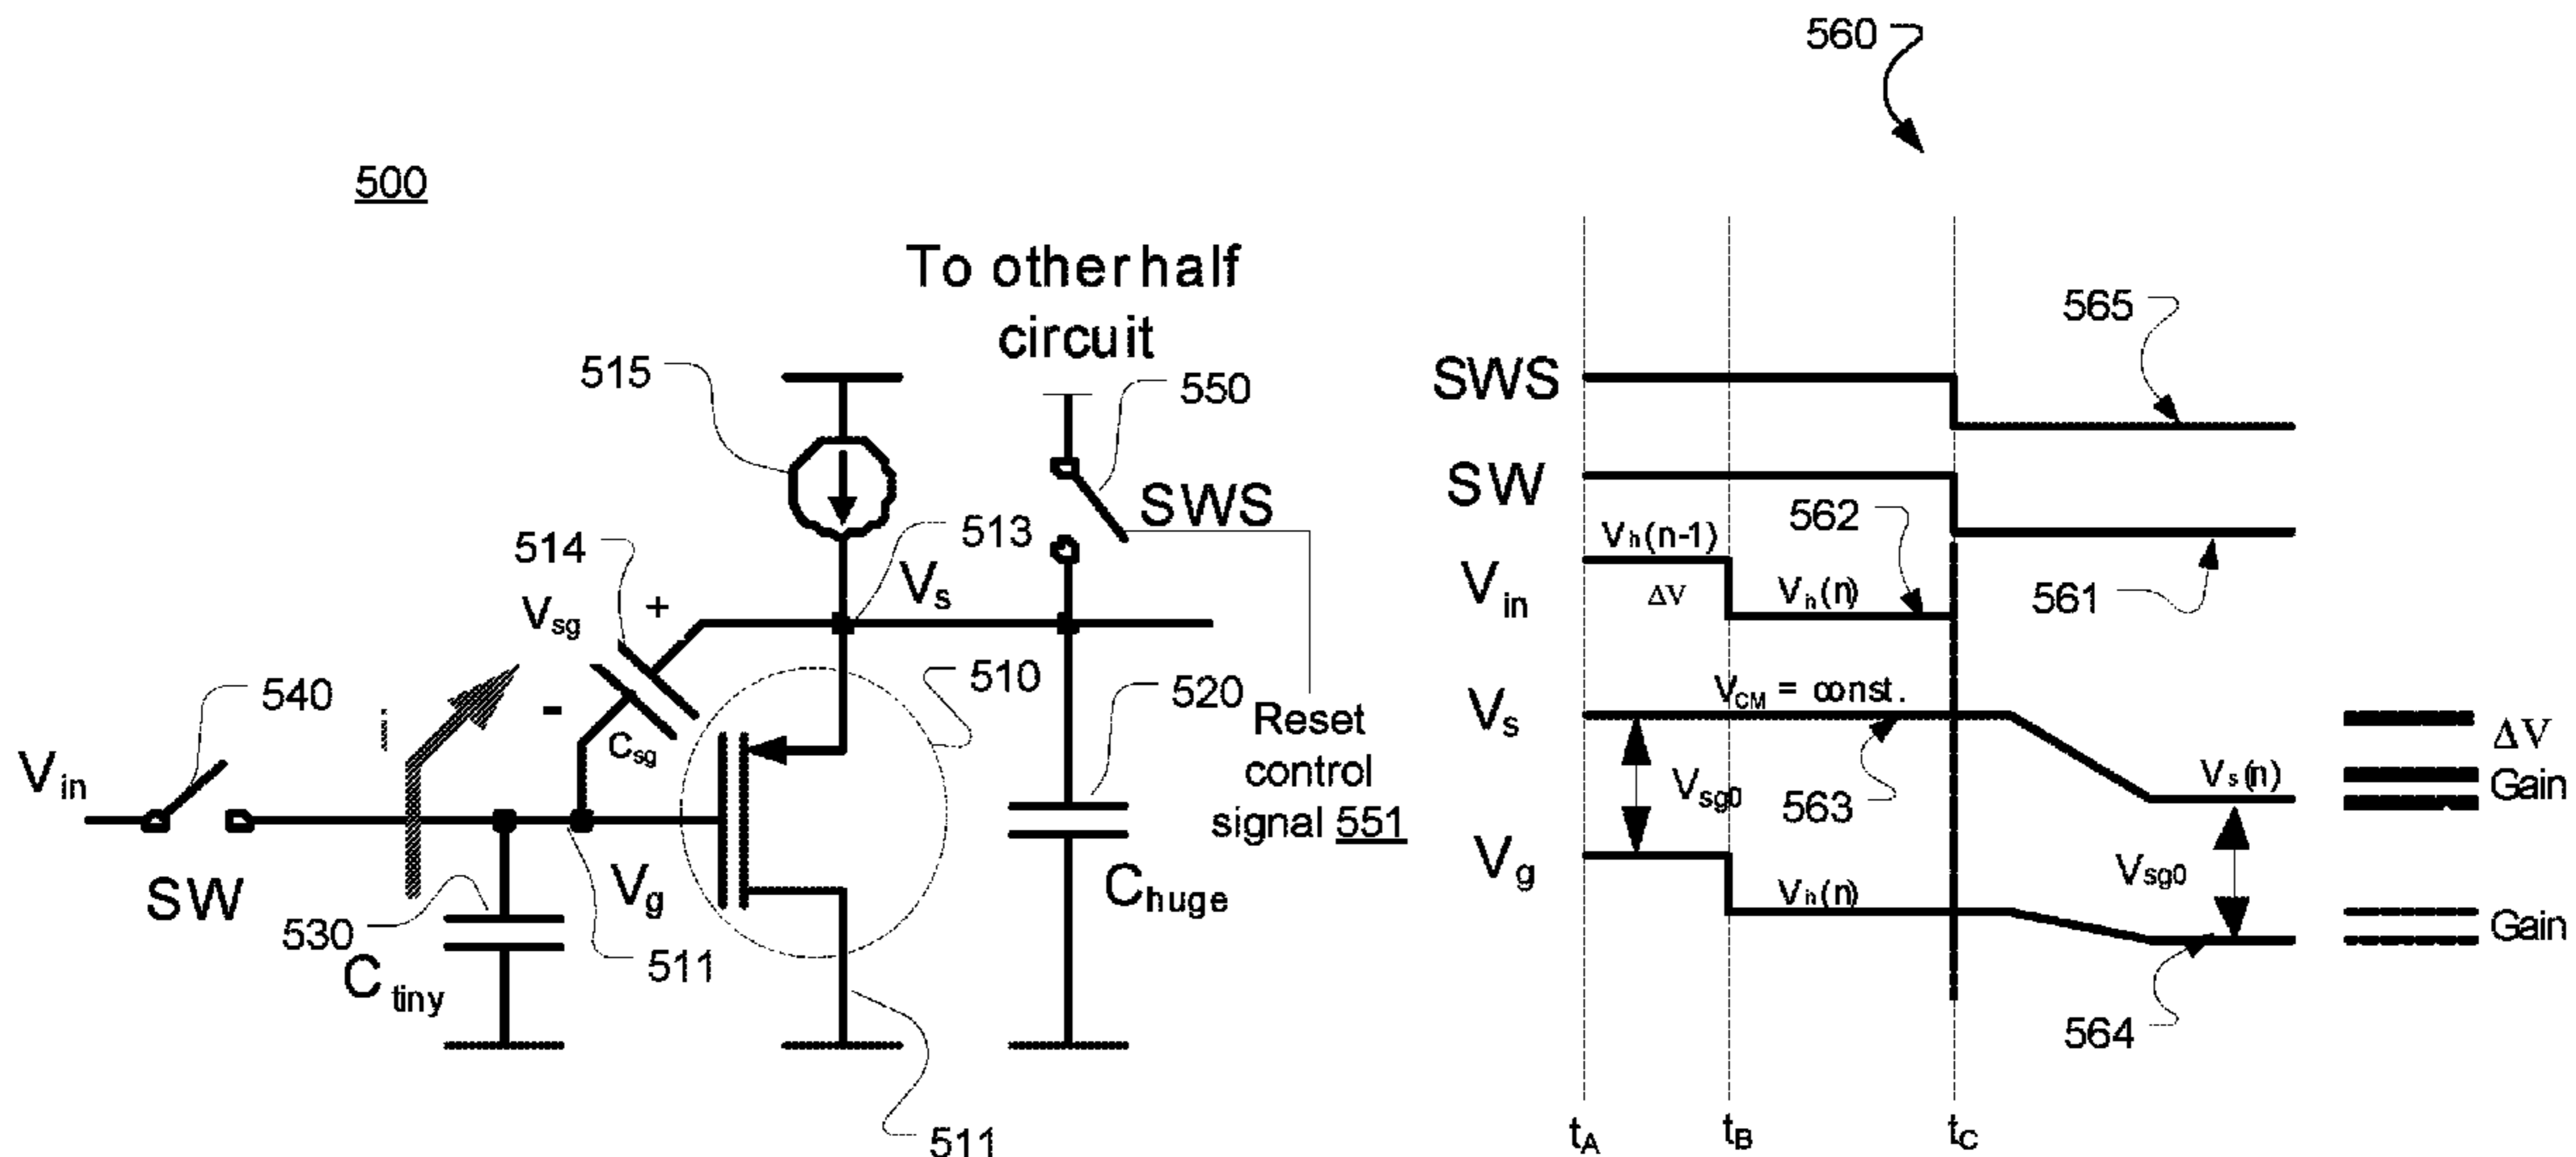 560
500
To other half
circuit
565
515
550
SWS
SWS
SW
513
562
514
Vh(n-1)
Vs
Vin
Vsg
+
ΔV
Vh(n)
561
540
510
520
i
-
VCM = const.
Vs
ΔV
Reset
control
signal 551
Csg
Vin
Vsg0
Vs(n)
Gain
563
Vg
Vsg0
SW
Vg
Chuge
Vh(n)
Gain
530
511
Ctiny
564
511
tA
tB
tC